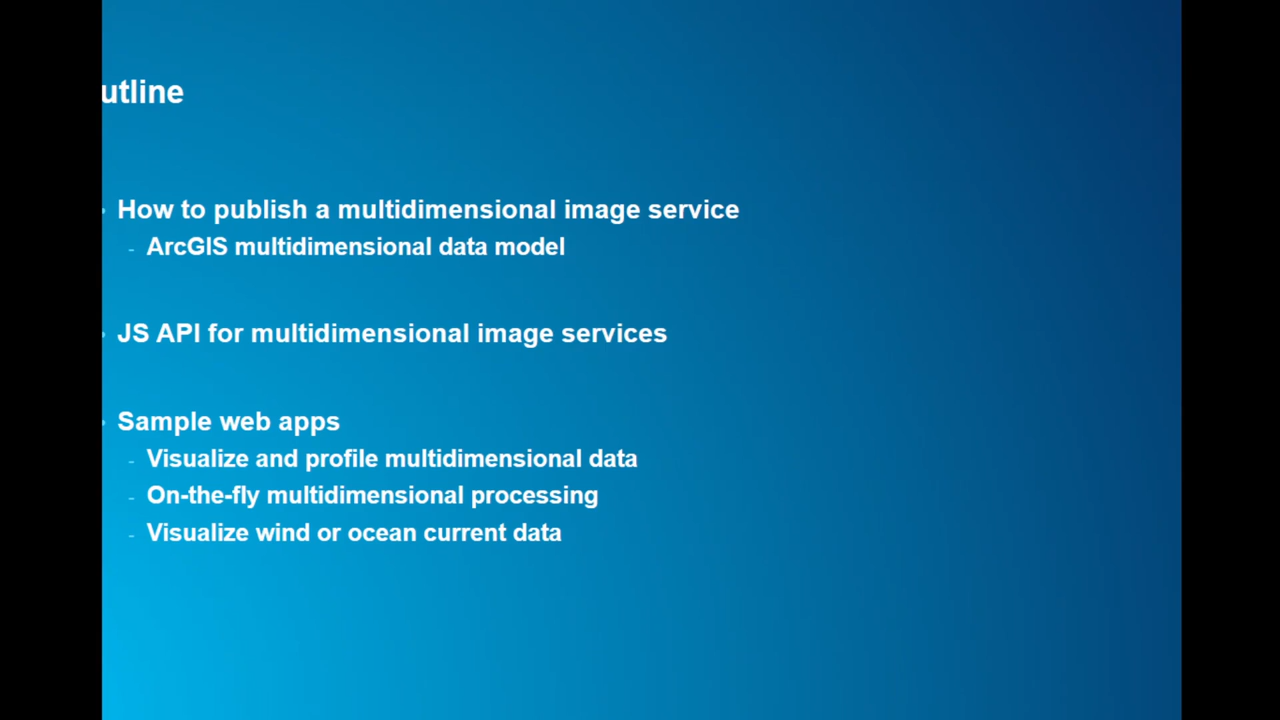 utline
How to publish a multidimensional image service
- ArcGIS multidimensional data model
JS API for multidimensional image services
Sample web apps
- Visualize and profile multidimensional data
- On-the-fly multidimensional processing
- Visualize wind or ocean current data